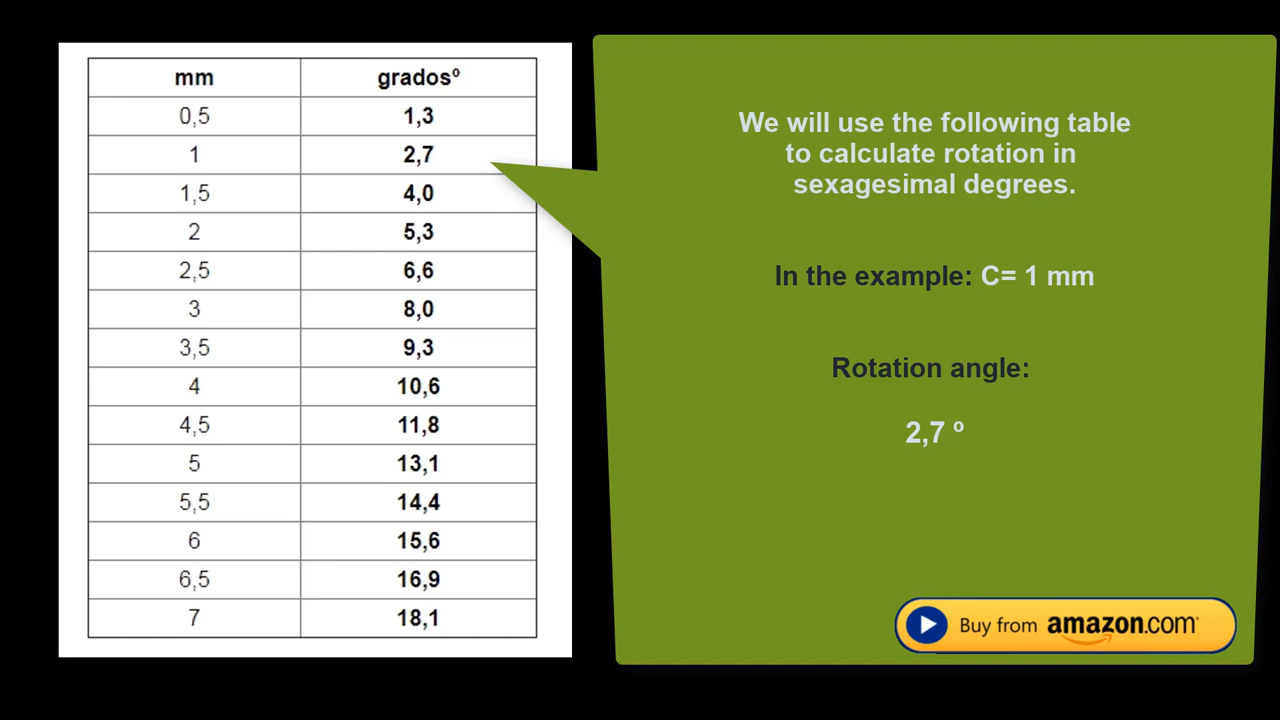 mm grados⁰
0,5 1,3
1 2,7
1,5 4,0
2 5,3
2,5 6,6
3 8,0
3,5 9,3
4 10,6
4,5 11,8
5 13,1
5,5 14,4
6 15,6
6,5 16,9
7 18,1
We will use the following table
to calculate rotation in
sexagesimal degrees.
In the example: C= 1 mm
Rotation angle:
2,7 º
Buy from amazon.com